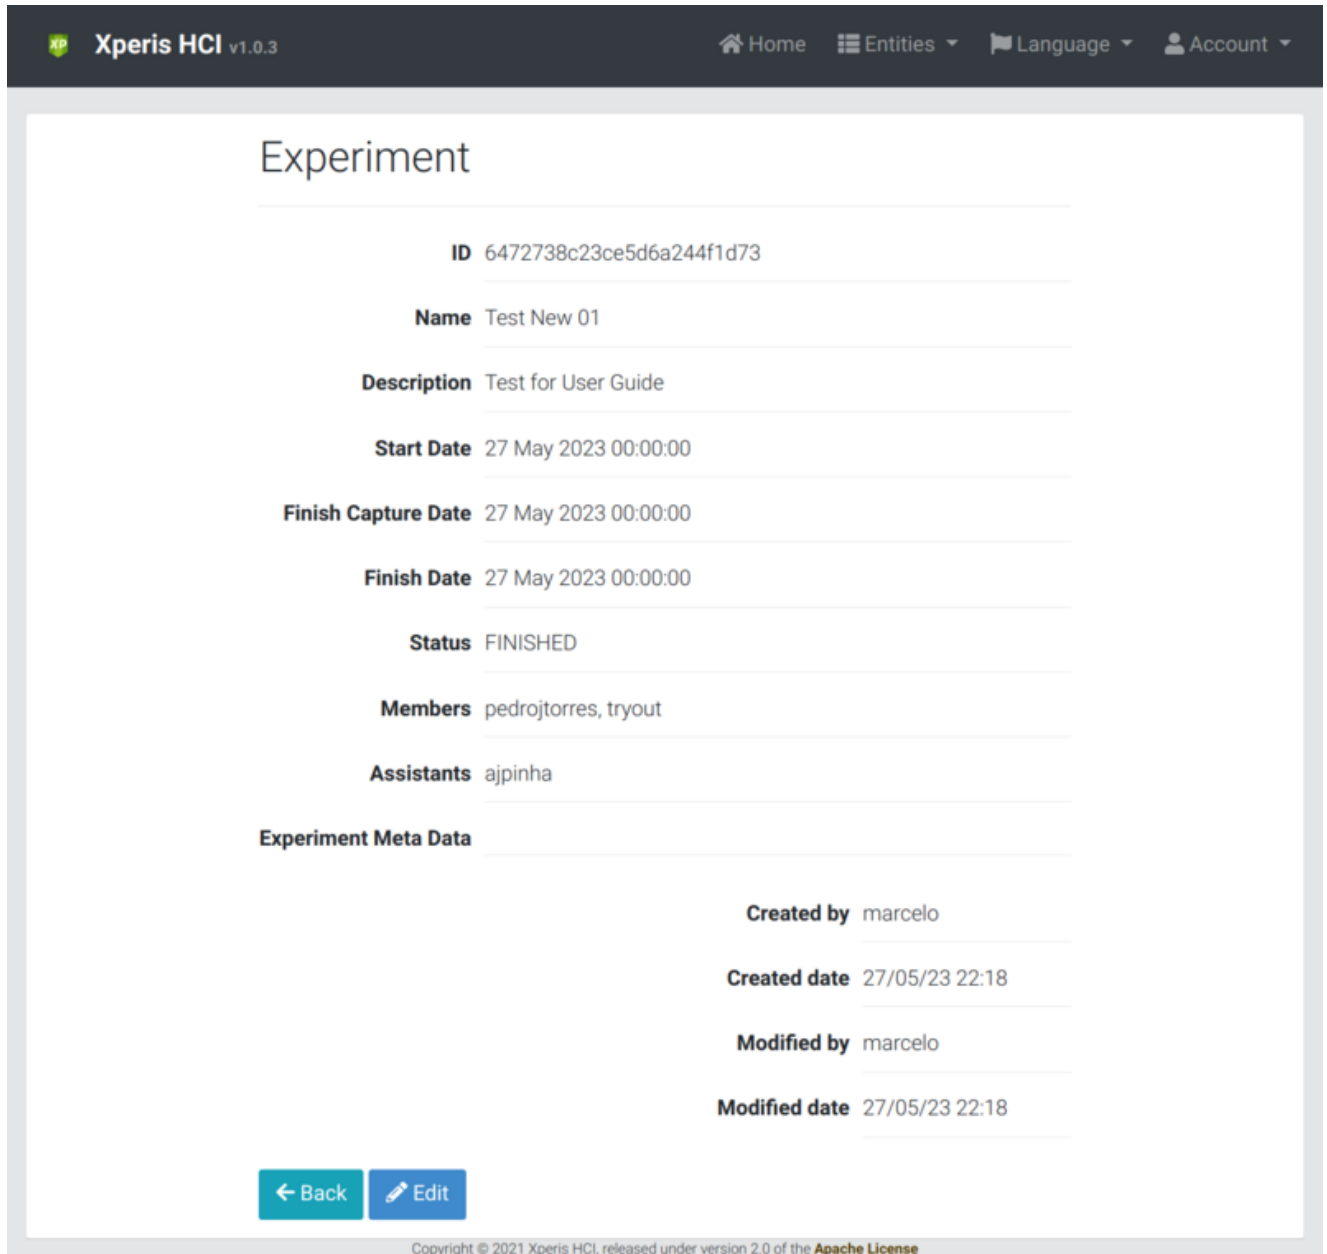 XP Xperis HCI v1.0.3 Home Entities Language Account
Experiment
ID 6472738c23ce5d6a244f1d73
Name Test New 01
Description Test for User Guide
Start Date 27 May 2023 00:00:00
Finish Capture Date 27 May 2023 00:00:00
Finish Date 27 May 2023 00:00:00
Status FINISHED
Members pedrojtorres, tryout
Assistants ajpinha
Experiment Meta Data
Created by marcelo
Created date 27/05/23 22:18
Modified by marcelo
Modified date 27/05/23 22:18
Back Edit
Copyright © 2021 Xperis HCI, released under version 2.0 of the Apache License